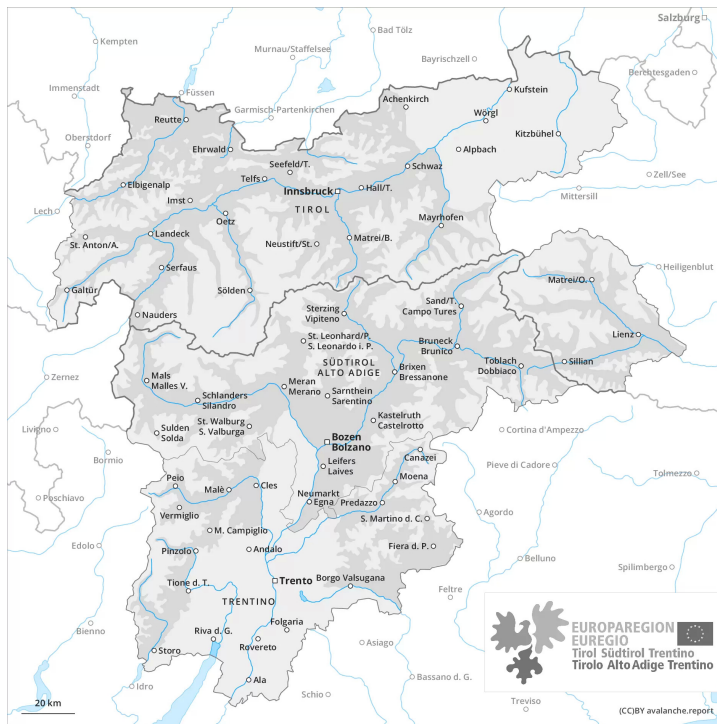 Salzburg
Kempten
Bad Tölz
Murnau/Staffelsee
Bayrischzell
Berchtesgaden
Immenstadt
Füssen
Garmisch-Partenkirchen
Achenkirch
Kufstein
Reutte
Wörgl
Oberstdorf
Kitzbühel
Ehrwald
Alpbach
Seefeld/T.
Schwaz
Telfs
Zell/See
Elbigenalp
Innsbruck
Hall/T.
Mittersill
Imst
TIROL
Lech
Oetz
Mayrhofen
Landeck
Matrei/B.
St. Anton/A.
Neustift/St.
Serfaus
Heiligenblut
Matrei/O.
Galtür
Sölden
Sand/T.
Campo Tures
Nauders
Sterzing
Vipiteno
Lienz
St. Leonhard/P.
S. Leonardo i. P.
Bruneck
Brunico
SÜDTIROL
ALTO ADIGE
Toblach
Dobbiaco
Sillian
Brixen
Bressanone
Zernez
Mals
Malles V.
Meran
Merano
Sarnthein
Sarentino
Schlanders
Silandro
Kastelruth
Castelrotto
St. Walburg
S. Valburga
Livigno
Sulden
Solda
Cortina d'Ampezzo
Bozen
Bolzano
Bormio
Canazei
Leifers
Laives
Pieve di Cadore
Tolmezzo
Peio
Moena
Malè
Cles
Neumarkt
Egna
Predazzo
Poschiavo
Vermiglio
S. Martino d. C.
Agordo
M. Campiglio
Edolo
Pinzolo
Andalo
Fiera d. P.
Belluno
Trento
Borgo Valsugana
Tione d. T.
Spilimbergo
Feltre
TRENTINO
Folgaria
Bienno
Riva d. G.
Rovereto
Asiago
Storo
Ala
Bassano d. G.
Idro
Schio
Treviso
EUROPAREGION
EUREGIO
Tirol Südtirol Trentino
Tirolo Alto Adige Trentino
20 km
(CC)BY avalanche.report